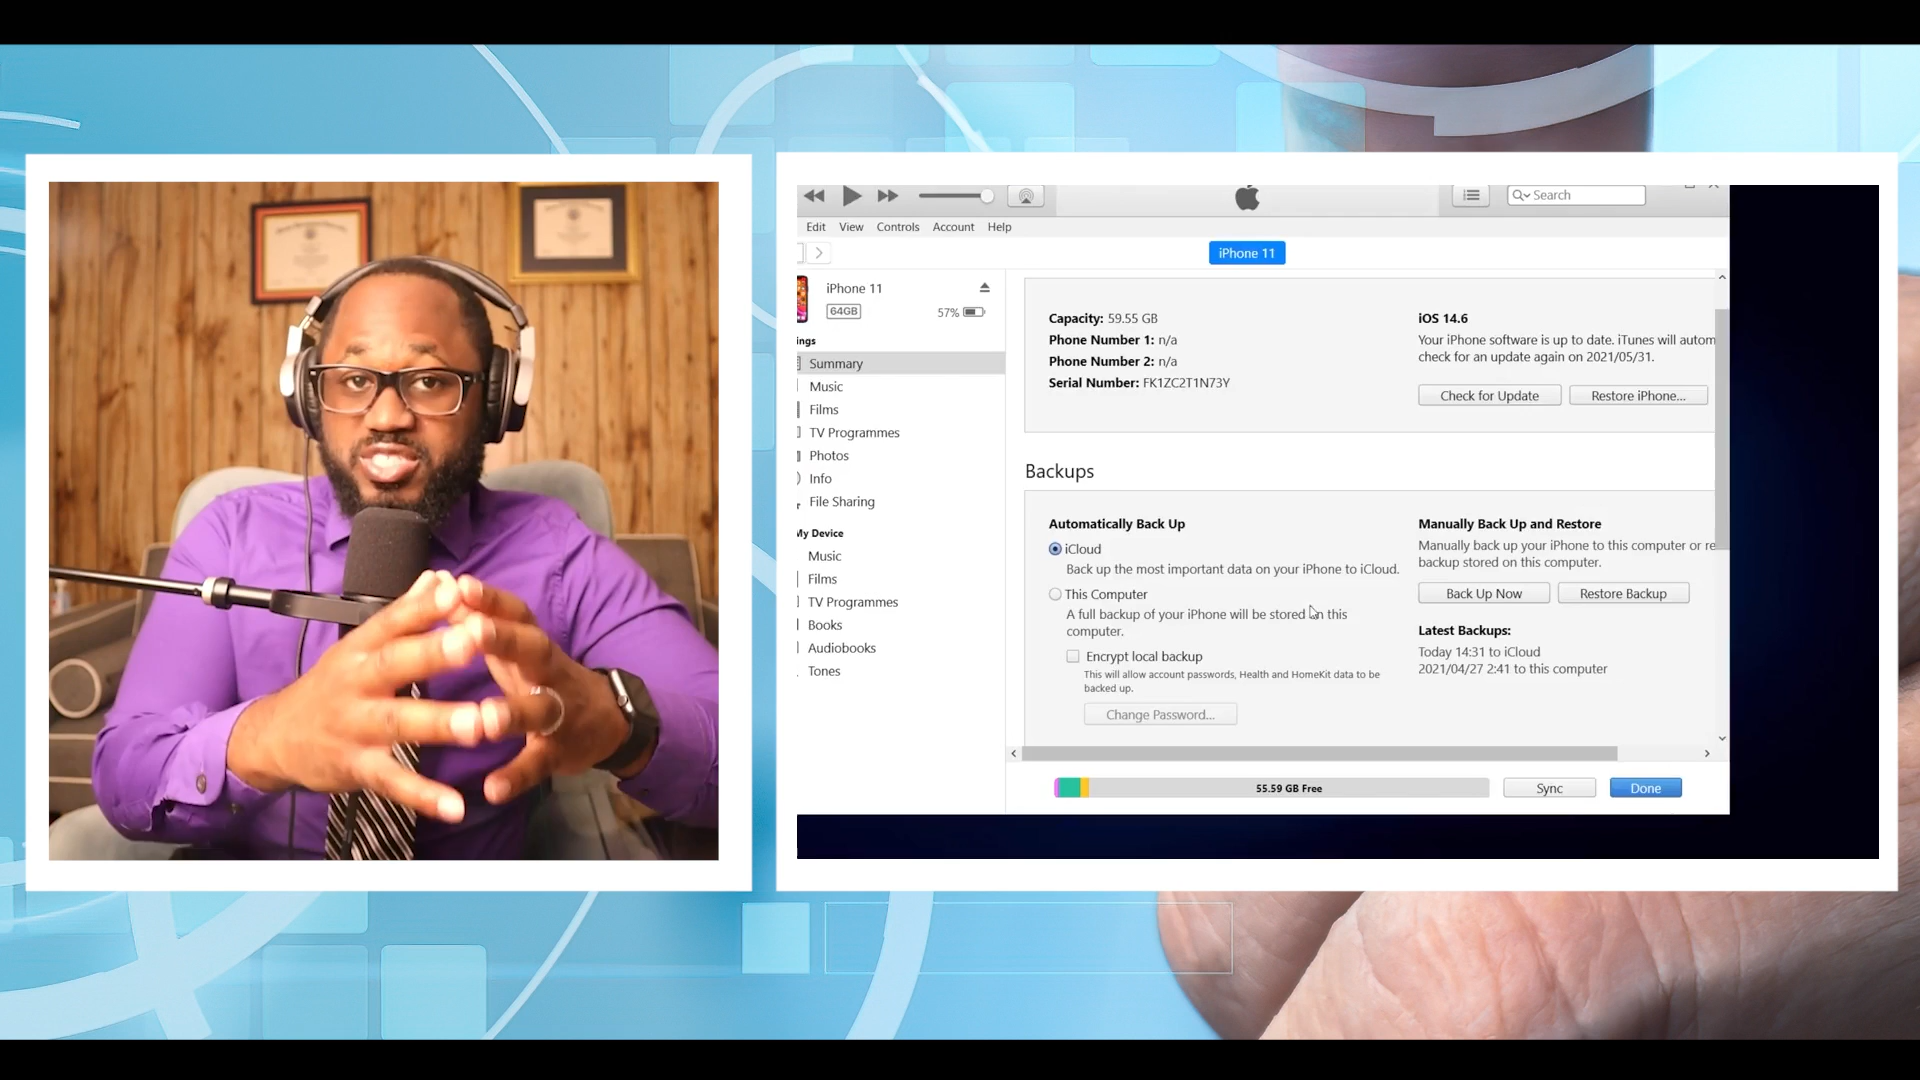 Search
Edit View Controls Account Help
iPhone 11
iPhone 11
64GB
57%
ings
Summary
Music
Films
TV Programmes
Photos
Info
File Sharing
My Device
Music
Films
TV Programmes
Books
Audiobooks
Tones
Capacity: 59.55 GB
Phone Number 1: n/a
Phone Number 2: n/a
Serial Number: FK1ZC2T1N73Y
iOS 14.6
Your iPhone software is up to date. iTunes will autom
check for an update again on 2021/05/31.
Check for Update
Restore iPhone...
Backups
Automatically Back Up
iCloud
Back up the most important data on your iPhone to iCloud.
This Computer
A full backup of your iPhone will be stored on this
computer.
Encrypt local backup
This will allow account passwords, Health and HomeKit data to be
backed up.
Change Password...
Manually Back Up and Restore
Manually back up your iPhone to this computer or re
backup stored on this computer.
Back Up Now
Restore Backup
Latest Backups:
Today 14:31 to iCloud
2021/04/27 2:41 to this computer
55.59 GB Free
Sync
Done